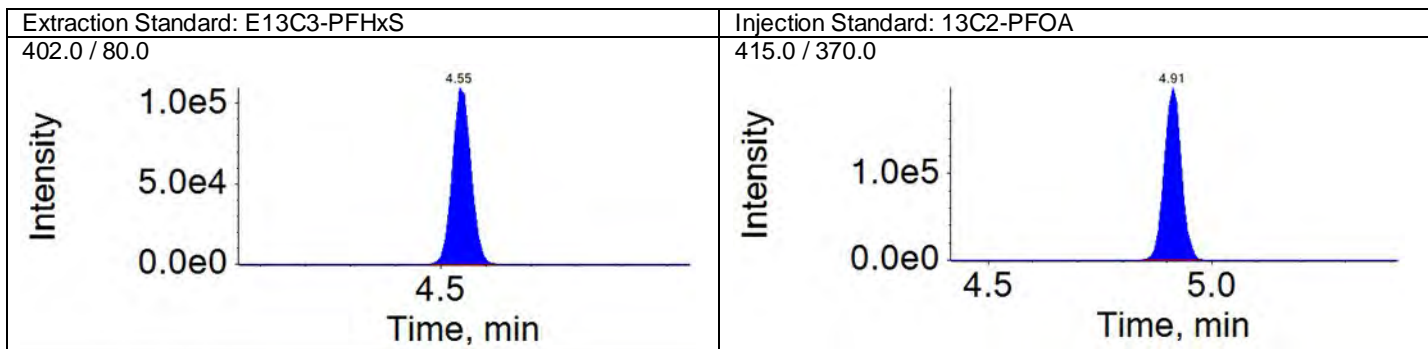 Extraction Standard: E13C3-PFHxS
402.0 / 80.0
4.55
1.0e5
5.0e4
0.0e0
Intensity
4.5
Time, min
Injection Standard: 13C2-PFOA
415.0 / 370.0
4.91
1.0e5
0.0e0
Intensity
4.5 5.0
Time, min